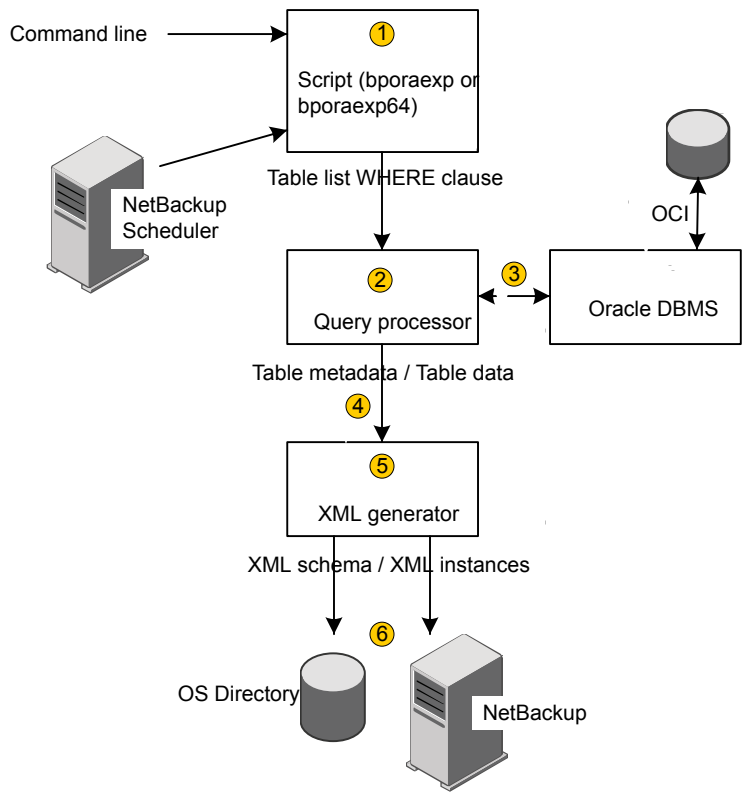 Command line
1
Script (bporaexp or
bporaexp64)
NetBackup
Scheduler
Table list WHERE clause
OCI
2
Query processor
3
Oracle DBMS
Table metadata / Table data
4
5
XML generator
XML schema / XML instances
6
OS Directory
NetBackup